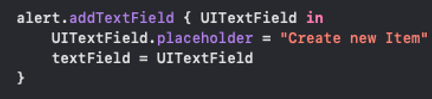 alert.addTextField { UITextField in
    UITextField.placeholder = "Create new Item"
    textField = UITextField
}